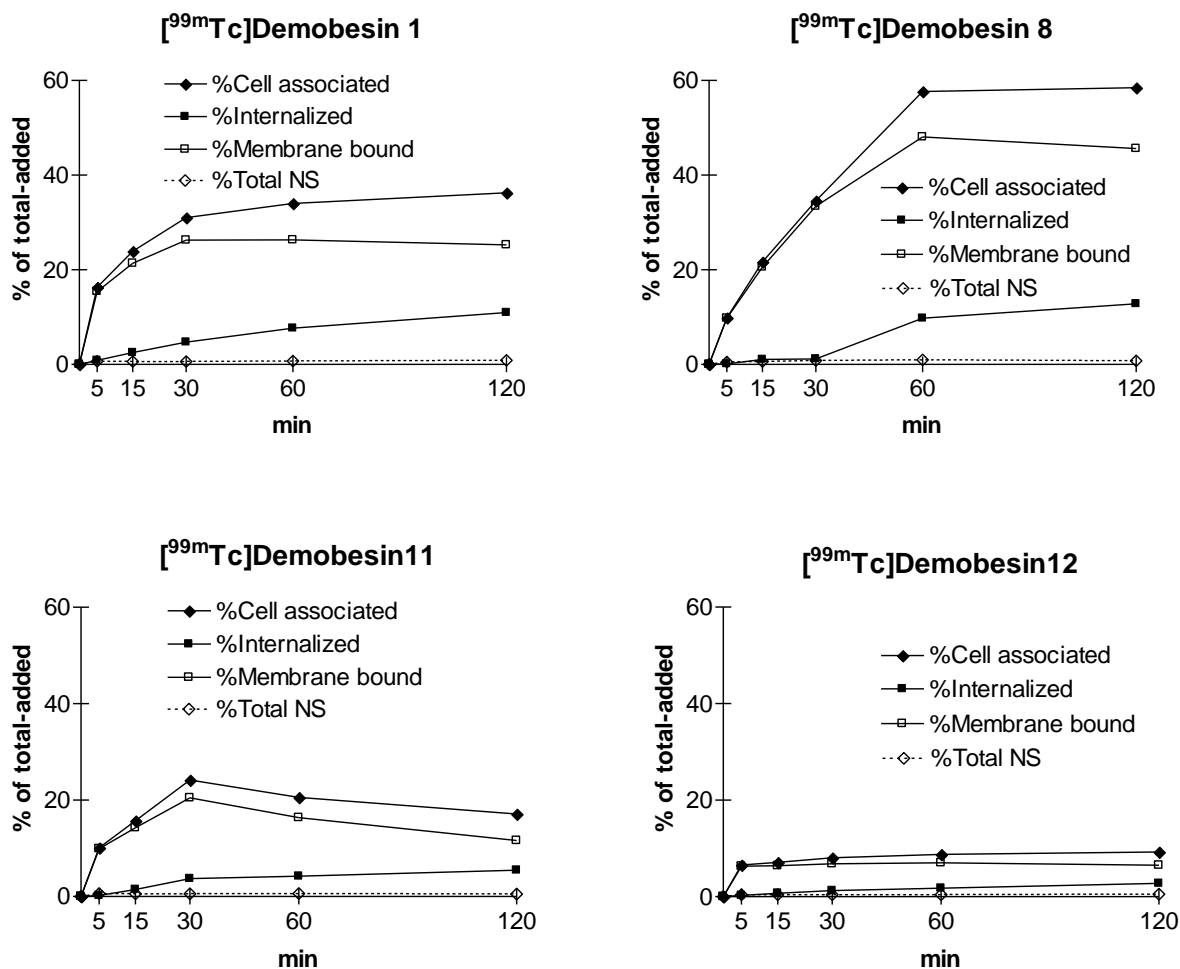 [99mTc]Demobesin 1
60
40
20
0
% of total-added
%Cell associated
%Internalized
%Membrane bound
%Total NS
5 15 30 60 120
min
[99mTc]Demobesin 8
60
40
20
0
% of total-added
%Cell associated
%Internalized
%Membrane bound
%Total NS
5 15 30 60 120
min
[99mTc]Demobesin11
60
40
20
0
% of total-added
%Cell associated
%Internalized
%Membrane bound
%Total NS
5 15 30 60 120
min
[99mTc]Demobesin12
60
40
20
0
% of total-added
%Cell associated
%Internalized
%Membrane bound
%Total NS
5 15 30 60 120
min